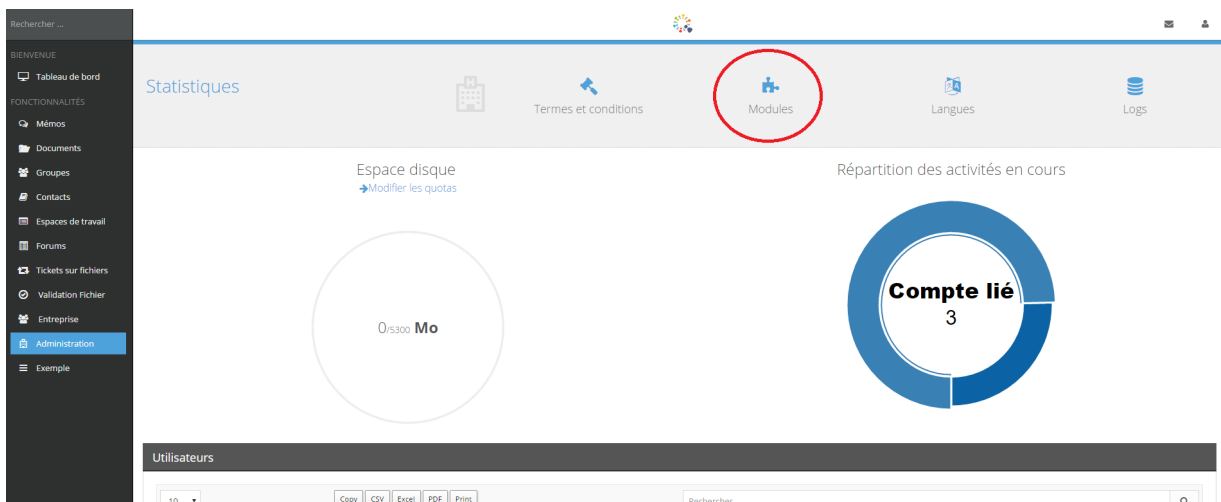 Rechercher ...
BIENVENUE
Tableau de bord
FONCTIONNALITÉS
Mémos
Documents
Groupes
Contacts
Espaces de travail
Forums
Tickets sur fichiers
Validation Fichier
Entreprise
Administration
Exemple
Statistiques
Termes et conditions
Modules
Langues
Logs
Espace disque
Modifier les quotas
0/5300 Mo
Répartition des activités en cours
Compte lié
3
Utilisateurs
10 Copy CSV Excel PDF Print Rechercher